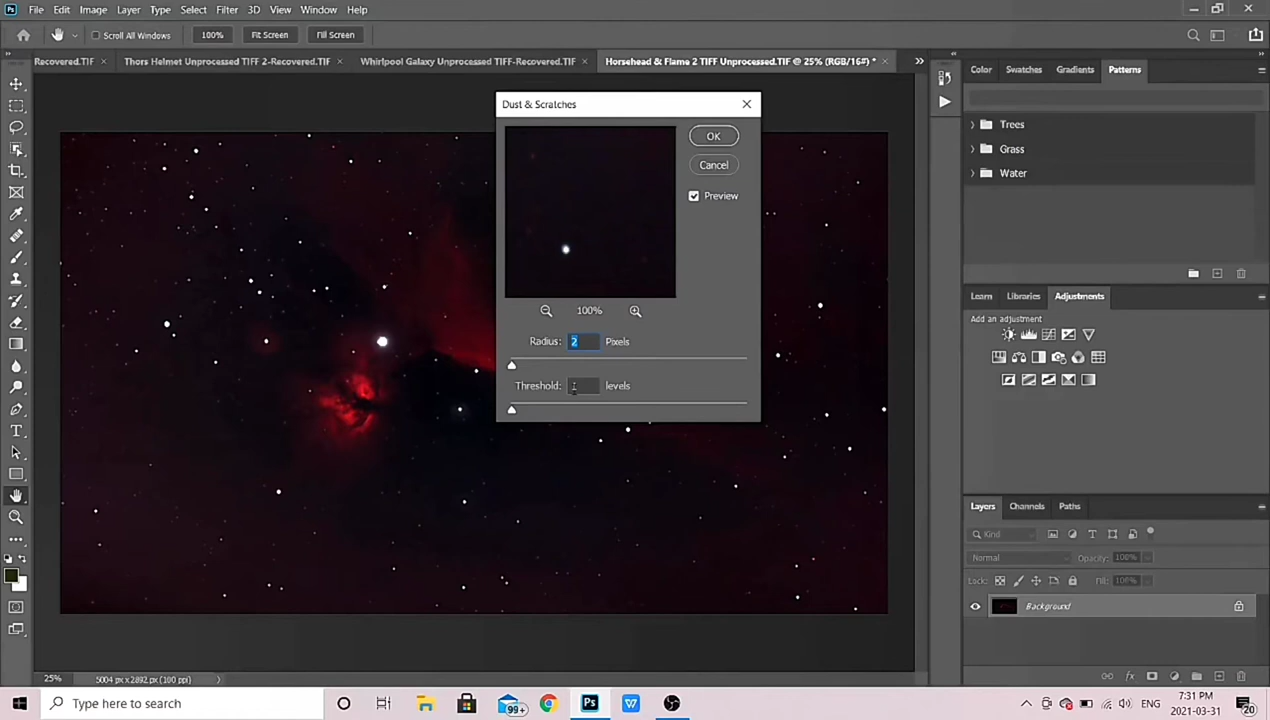 Ps File Edit Image Layer Type Select Filter 3D View Window Help
Scroll All Windows 100% Fit Screen Fill Screen
Recovered.TIF × Thors Helmet Unprocessed TIFF 2-Recovered.TIF × Whirlpool Galaxy Unprocessed TIFF-Recovered.TIF × Horsehead & Flame 2 TIFF Unprocessed.TIF @ 25% (RGB/16#) * ×
Color Swatches Gradients Patterns
Dust & Scratches
OK
Cancel
Preview
100%
Radius: 2 Pixels
Threshold: levels
Trees
Grass
Water
Learn Libraries Adjustments
Add an adjustment
Layers Channels Paths
Kind
Normal Opacity: 100%
Lock: Fill: 100%
Background
25% 5004 px x 2892 px (100 ppi)
Type here to search
99+
Ps
W
ENG
7:31 PM
2021-03-31
20